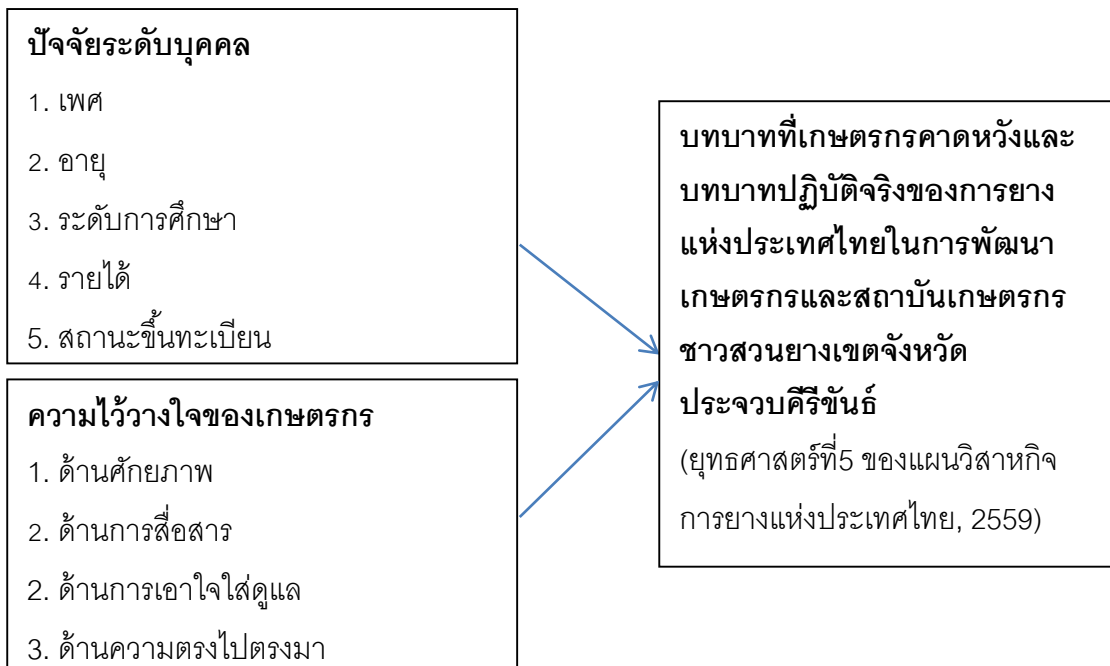 ปัจจัยระดับบุคคล
1. เพศ
2. อายุ
3. ระดับการศึกษา
4. รายได้
5. สถานะขึ้นทะเบียน
ความไว้วางใจของเกษตรกร
1. ด้านศักยภาพ
2. ด้านการสื่อสาร
2. ด้านการเอาใจใส่ดูแล
3. ด้านความตรงไปตรงมา
บทบาทที่เกษตรกรคาดหวังและ
บทบาทปฏิบัติจริงของการยาง
แห่งประเทศไทยในการพัฒนา
เกษตรกรและสถาบันเกษตรกร
ชาวสวนยางเขตจังหวัด
ประจวบคีรีขันธ์
(ยุทธศาสตร์ที่5 ของแผนวิสาหกิจ
การยางแห่งประเทศไทย, 2559)